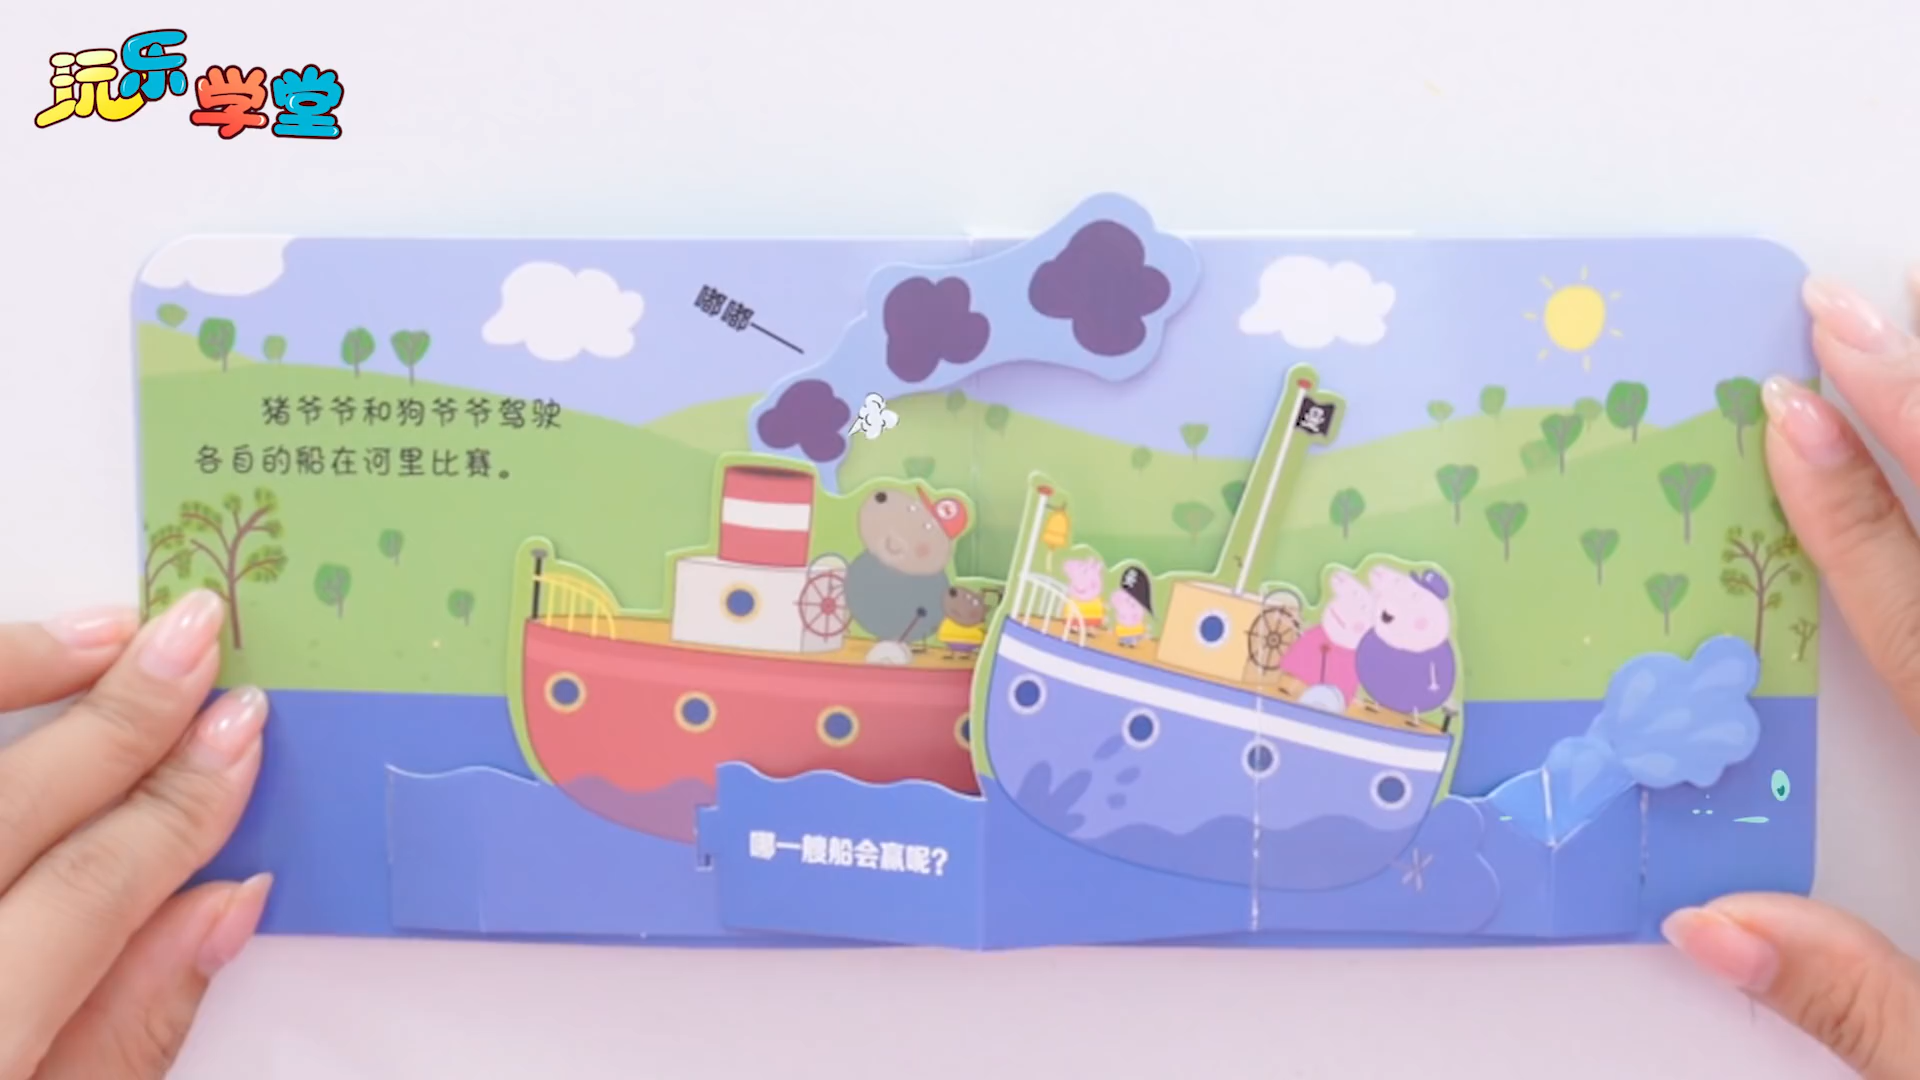 玩乐学堂
嘟嘟——
猪爷爷和狗爷爷驾驶
各自的船在河里比赛。
哪一艘船会赢呢?